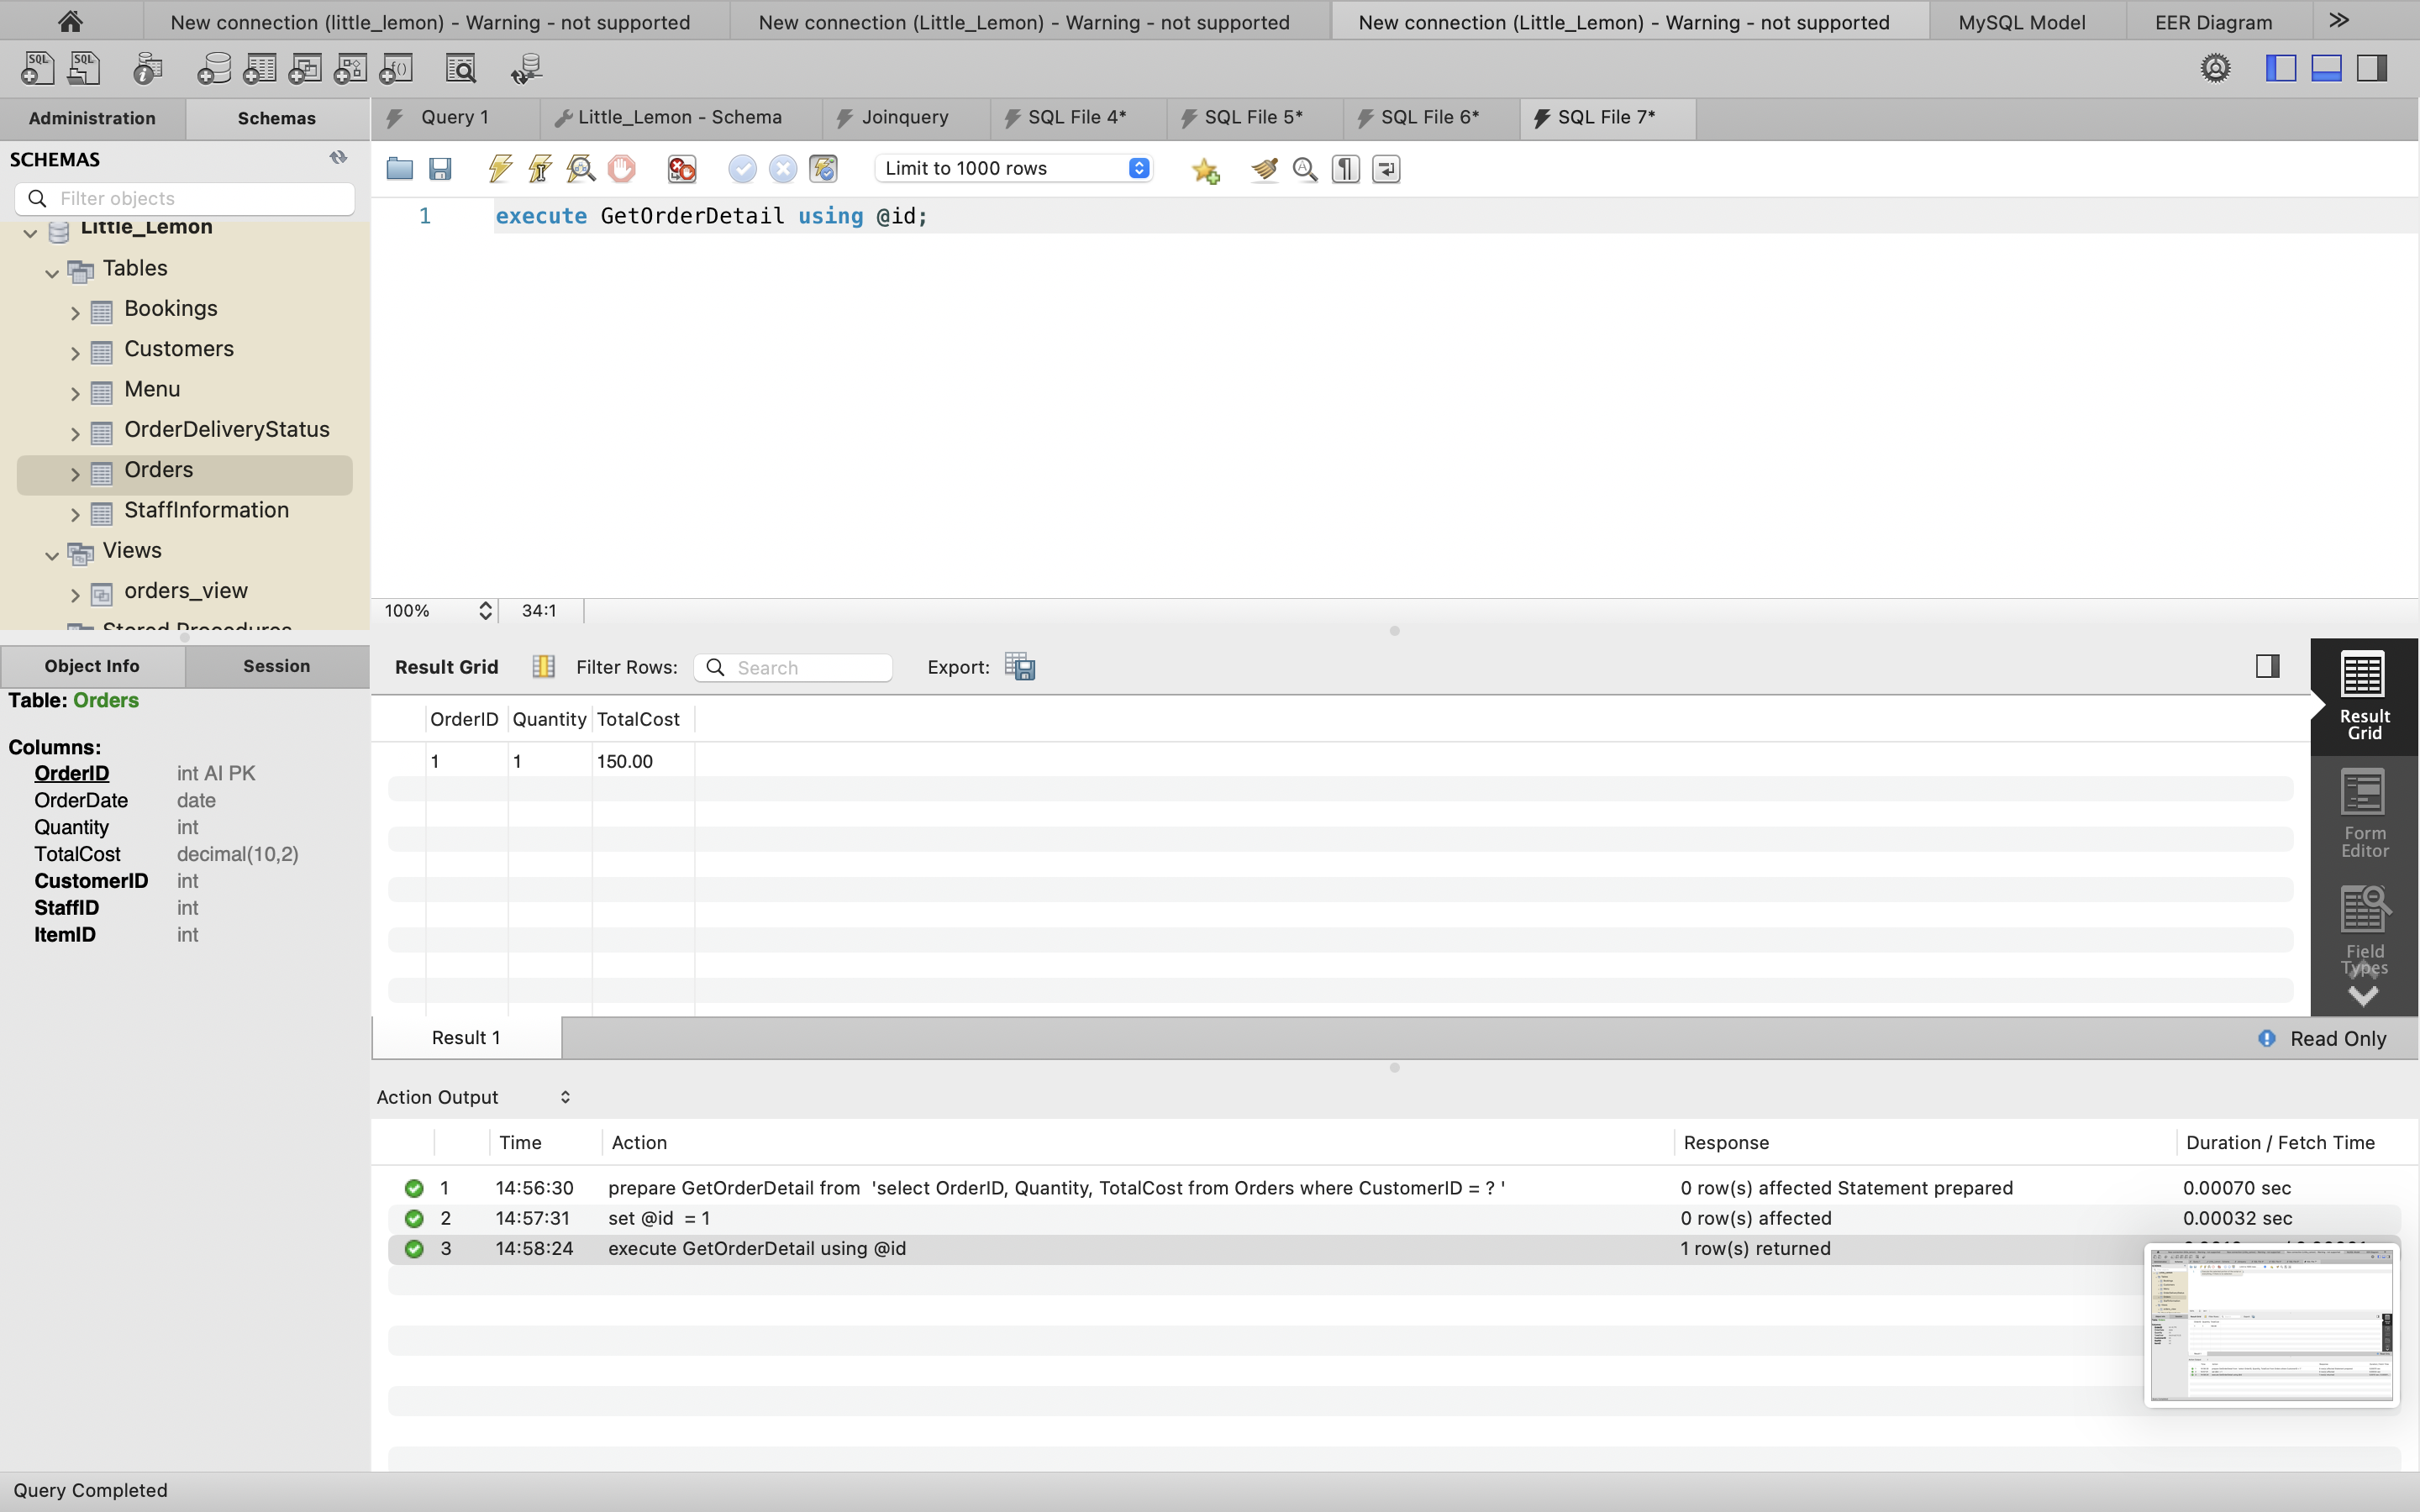 New connection (little_lemon) - Warning - not supported
New connection (Little_Lemon) - Warning - not supported
New connection (Little_Lemon) - Warning - not supported
MySQL Model
EER Diagram
SQL
SQL
Administration
Schemas
Query 1
Little_Lemon - Schema
Joinquery
SQL File 4*
SQL File 5*
SQL File 6*
SQL File 7*
SCHEMAS
Filter objects
Limit to 1000 rows
1
execute GetOrderDetail using @id;
Little_Lemon
Tables
Bookings
Customers
Menu
OrderDeliveryStatus
Orders
StaffInformation
Views
orders_view
Stored Procedures
100%
34:1
Object Info
Session
Table: Orders
Columns:
OrderID int AI PK
OrderDate date
Quantity int
TotalCost decimal(10,2)
CustomerID int
StaffID int
ItemID int
Result Grid
Filter Rows:
Search
Export:
OrderID Quantity TotalCost
1 1 150.00
Result
Grid
Form
Editor
Field
Types
Result 1
Read Only
Action Output
Time Action Response Duration / Fetch Time
1 14:56:30 prepare GetOrderDetail from 'select OrderID, Quantity, TotalCost from Orders where CustomerID = ? ' 0 row(s) affected Statement prepared 0.00070 sec
2 14:57:31 set @id = 1 0 row(s) affected 0.00032 sec
3 14:58:24 execute GetOrderDetail using @id 1 row(s) returned
Query Completed